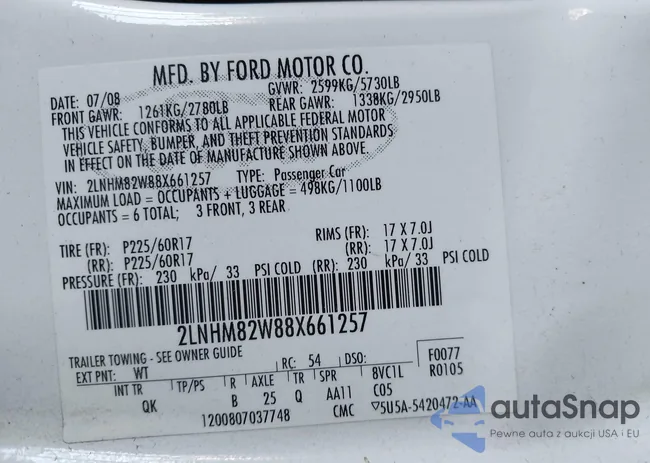 MFD. BY FORD MOTOR CO.
DATE: 07/08 GVWR: 2599KG/5730LB
FRONT GAWR: 1261KG/2780LB REAR GAWR: 1338KG/2950LB
THIS VEHICLE CONFORMS TO ALL APPLICABLE FEDERAL MOTOR
VEHICLE SAFETY, BUMPER, AND THEFT PREVENTION STANDARDS
IN EFFECT ON THE DATE OF MANUFACTURE SHOWN ABOVE.
VIN: 2LNHM82W88X661257 TYPE: Passenger Car
MAXIMUM LOAD = OCCUPANTS + LUGGAGE = 498KG/1100LB
OCCUPANTS = 6 TOTAL; 3 FRONT, 3 REAR
TIRE (FR): P225/60R17 RIMS (FR): 17 X 7.0J
(RR): P225/60R17 (RR): 17 X 7.0J
PRESSURE (FR): 230 kPa/ 33 PSI COLD (RR): 230 kPa/ 33 PSI COLD
2LNHM82W88X661257
TRAILER TOWING - SEE OWNER GUIDE
EXT PNT: WT RC: 54 DSO: F0077
R0105
INT TR TP/PS R AXLE TR SPR 8VC1L
QK B 25 Q AA11 C05
1200807037748 CMC ▽5U5A-5420472-AA
autaSnap
Pewne auta z aukcji USA i EU